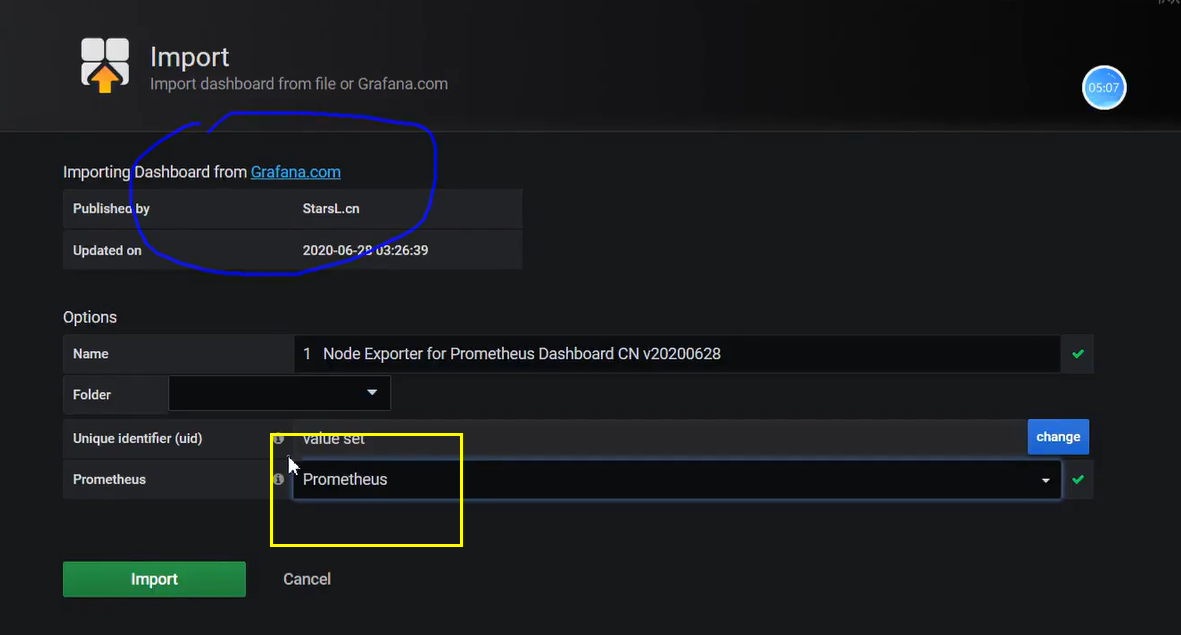 Import
Import dashboard from file or Grafana.com
05:07
Importing Dashboard from Grafana.com
Published by StarsL.cn
Updated on 2020-06-28 03:26:39
Options
Name 1 Node Exporter for Prometheus Dashboard CN v20200628
Folder
Unique identifier (uid) value set change
Prometheus Prometheus
Import Cancel